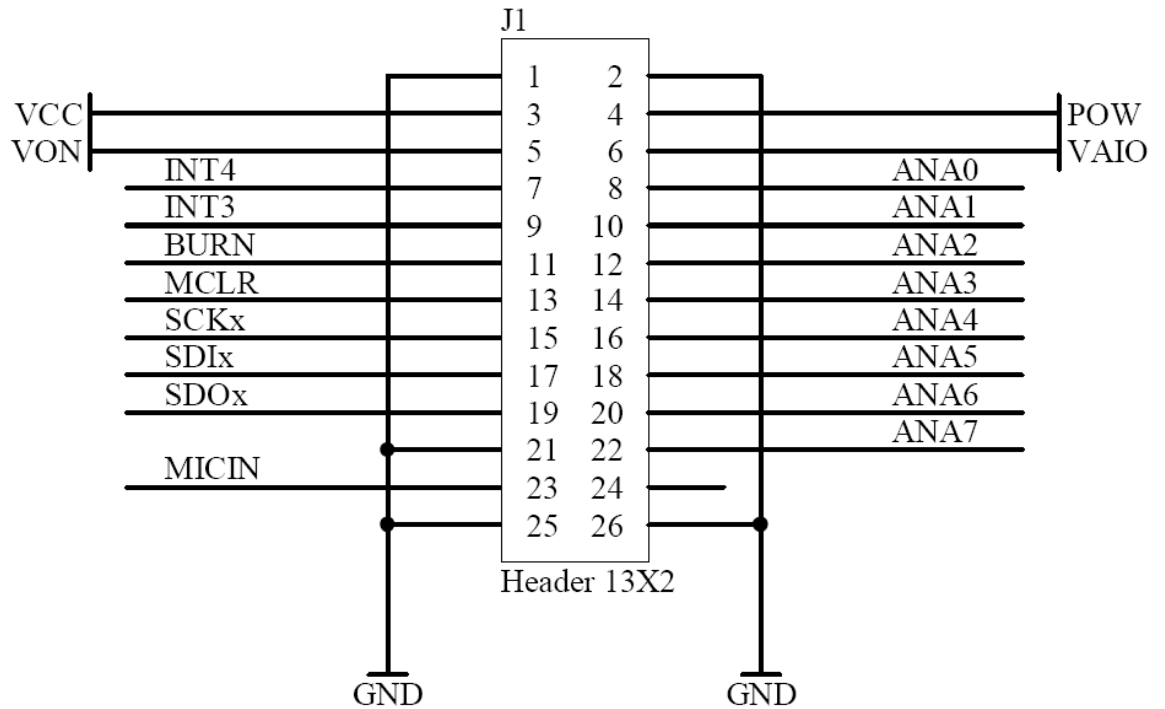 J1
1 2
VCC 3 4 POW
VON 5 6 VAIO
INT4 7 8 ANA0
INT3 9 10 ANA1
BURN 11 12 ANA2
MCLR 13 14 ANA3
SCKx 15 16 ANA4
SDIx 17 18 ANA5
SDOx 19 20 ANA6
21 22 ANA7
MICIN 23 24
25 26
Header 13X2
GND GND